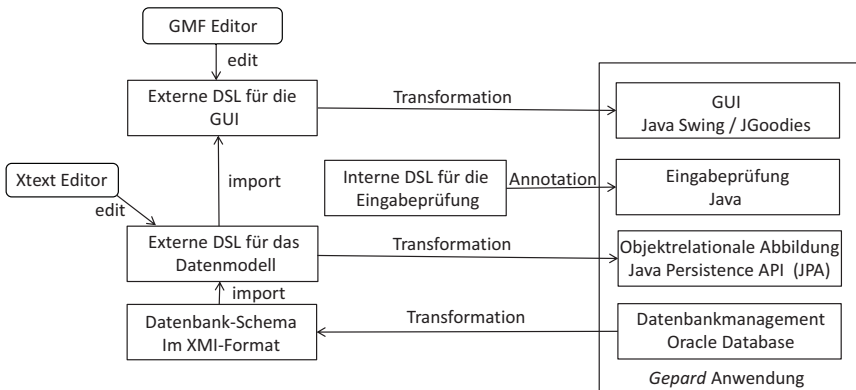 GMF Editor
edit
Externe DSL für die
GUI
Transformation
GUI
Java Swing / JGoodies
Xtext Editor
edit
import
Interne DSL für die
Eingabeprüfung
Annotation
Eingabeprüfung
Java
Externe DSL für das
Datenmodell
Transformation
Objektrelationale Abbildung
Java Persistence API (JPA)
import
Datenbank-Schema
Im XMI-Format
Transformation
Datenbankmanagement
Oracle Database
Gepard Anwendung